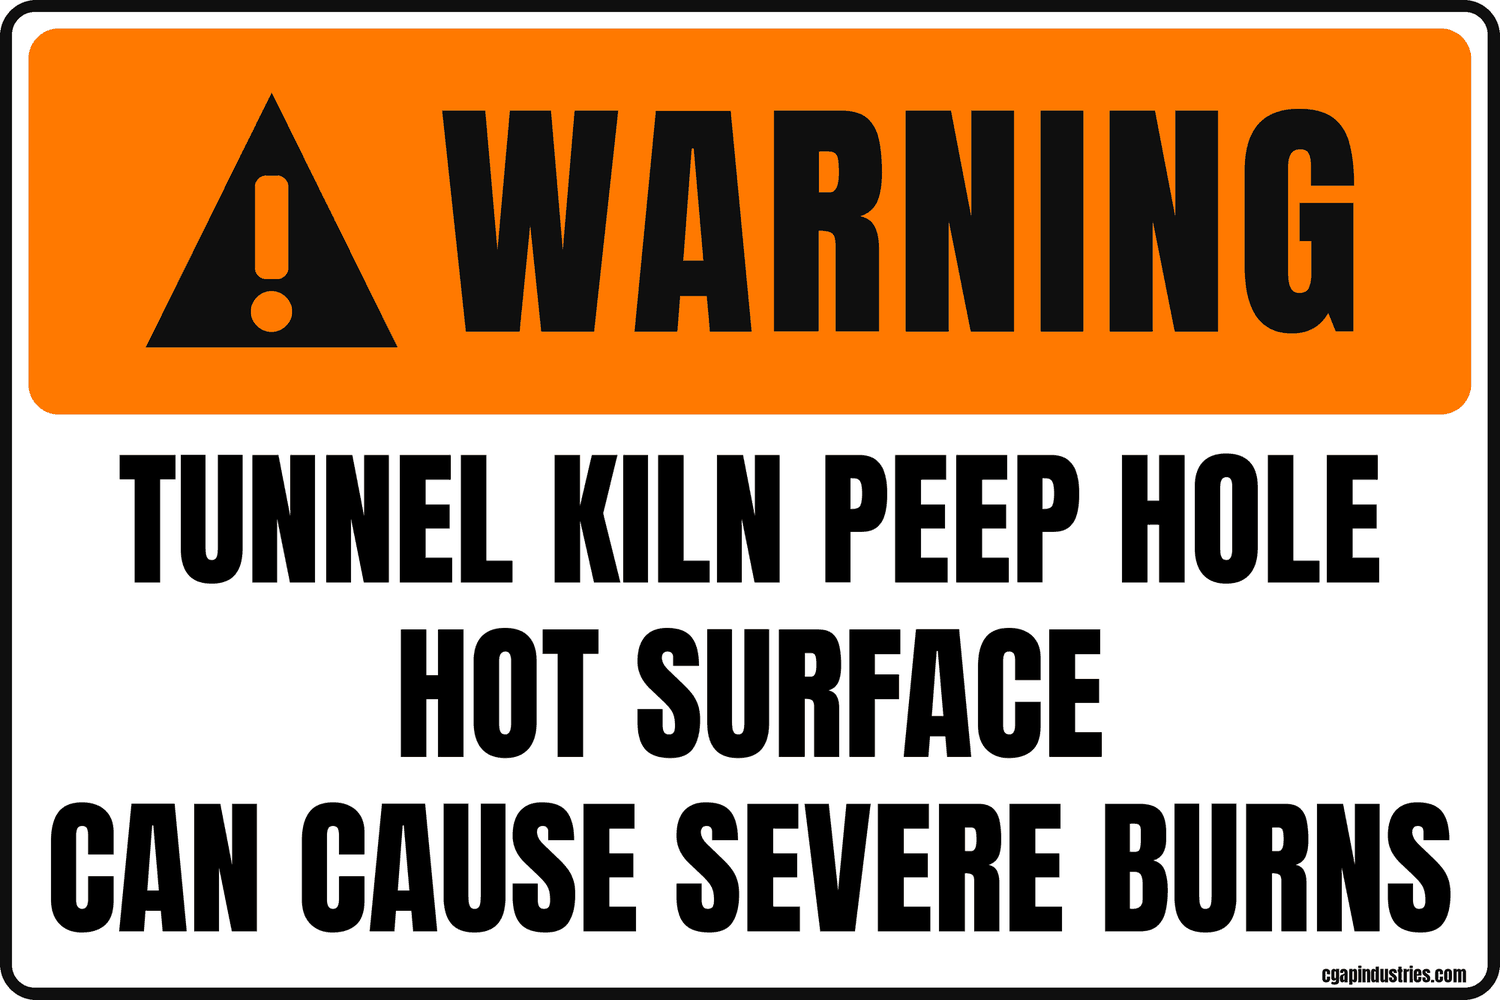 WARNING
TUNNEL KILN PEEP HOLE
HOT SURFACE
CAN CAUSE SEVERE BURNS
cgapindustries.com